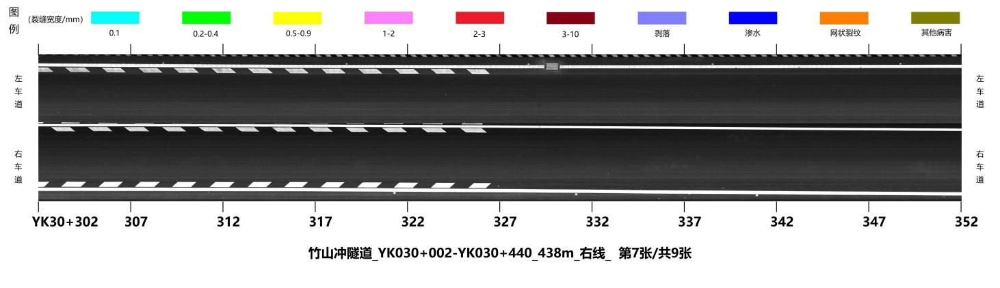 图例
(裂缝宽度/mm)
0.1 0.2-0.4 0.5-0.9 1-2 2-3 3-10 剥落 渗水 网状裂纹 其他病害
左车道 左车道
右车道 右车道
YK30+302 307 312 317 322 327 332 337 342 347 352
竹山冲隧道_YK030+002-YK030+440_438m_右线_ 第7张/共9张